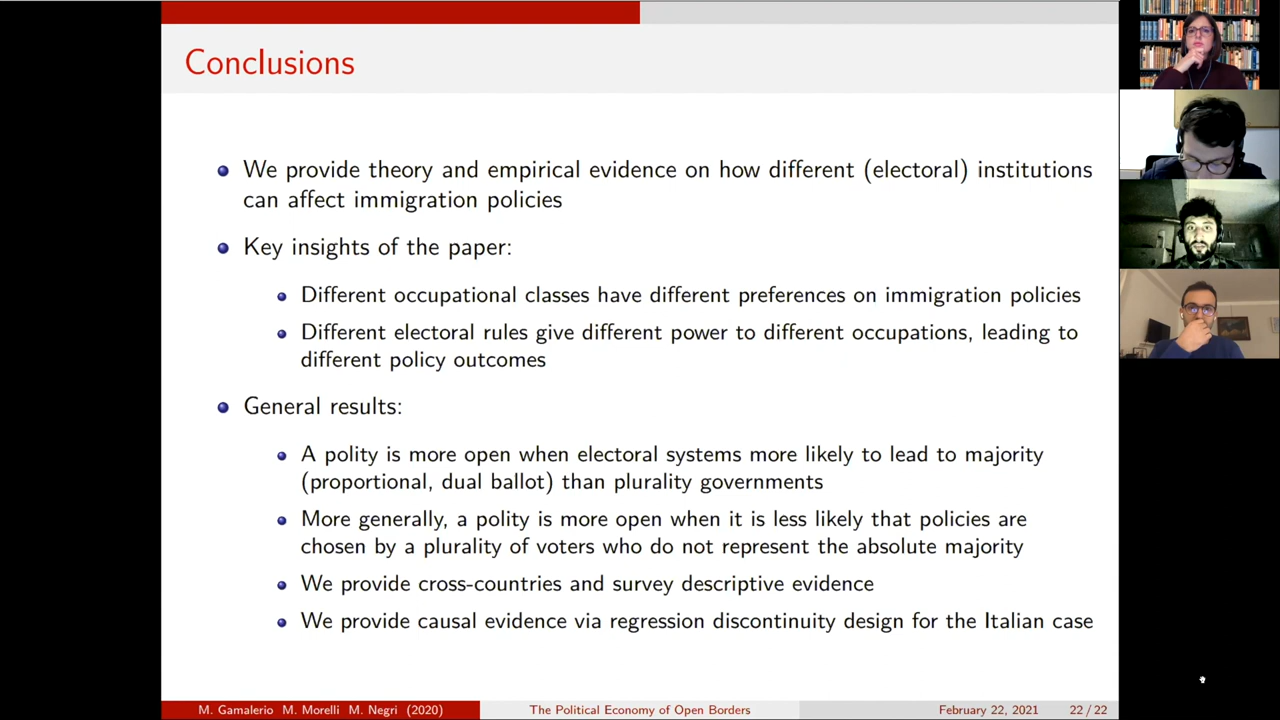 Conclusions
We provide theory and empirical evidence on how different (electoral) institutions
can affect immigration policies
Key insights of the paper:
Different occupational classes have different preferences on immigration policies
Different electoral rules give different power to different occupations, leading to
different policy outcomes
General results:
A polity is more open when electoral systems more likely to lead to majority
(proportional, dual ballot) than plurality governments
More generally, a polity is more open when it is less likely that policies are
chosen by a plurality of voters who do not represent the absolute majority
We provide cross-countries and survey descriptive evidence
We provide causal evidence via regression discontinuity design for the Italian case
M. Gamalerio M. Morelli M. Negri (2020) The Political Economy of Open Borders February 22, 2021 22 / 22